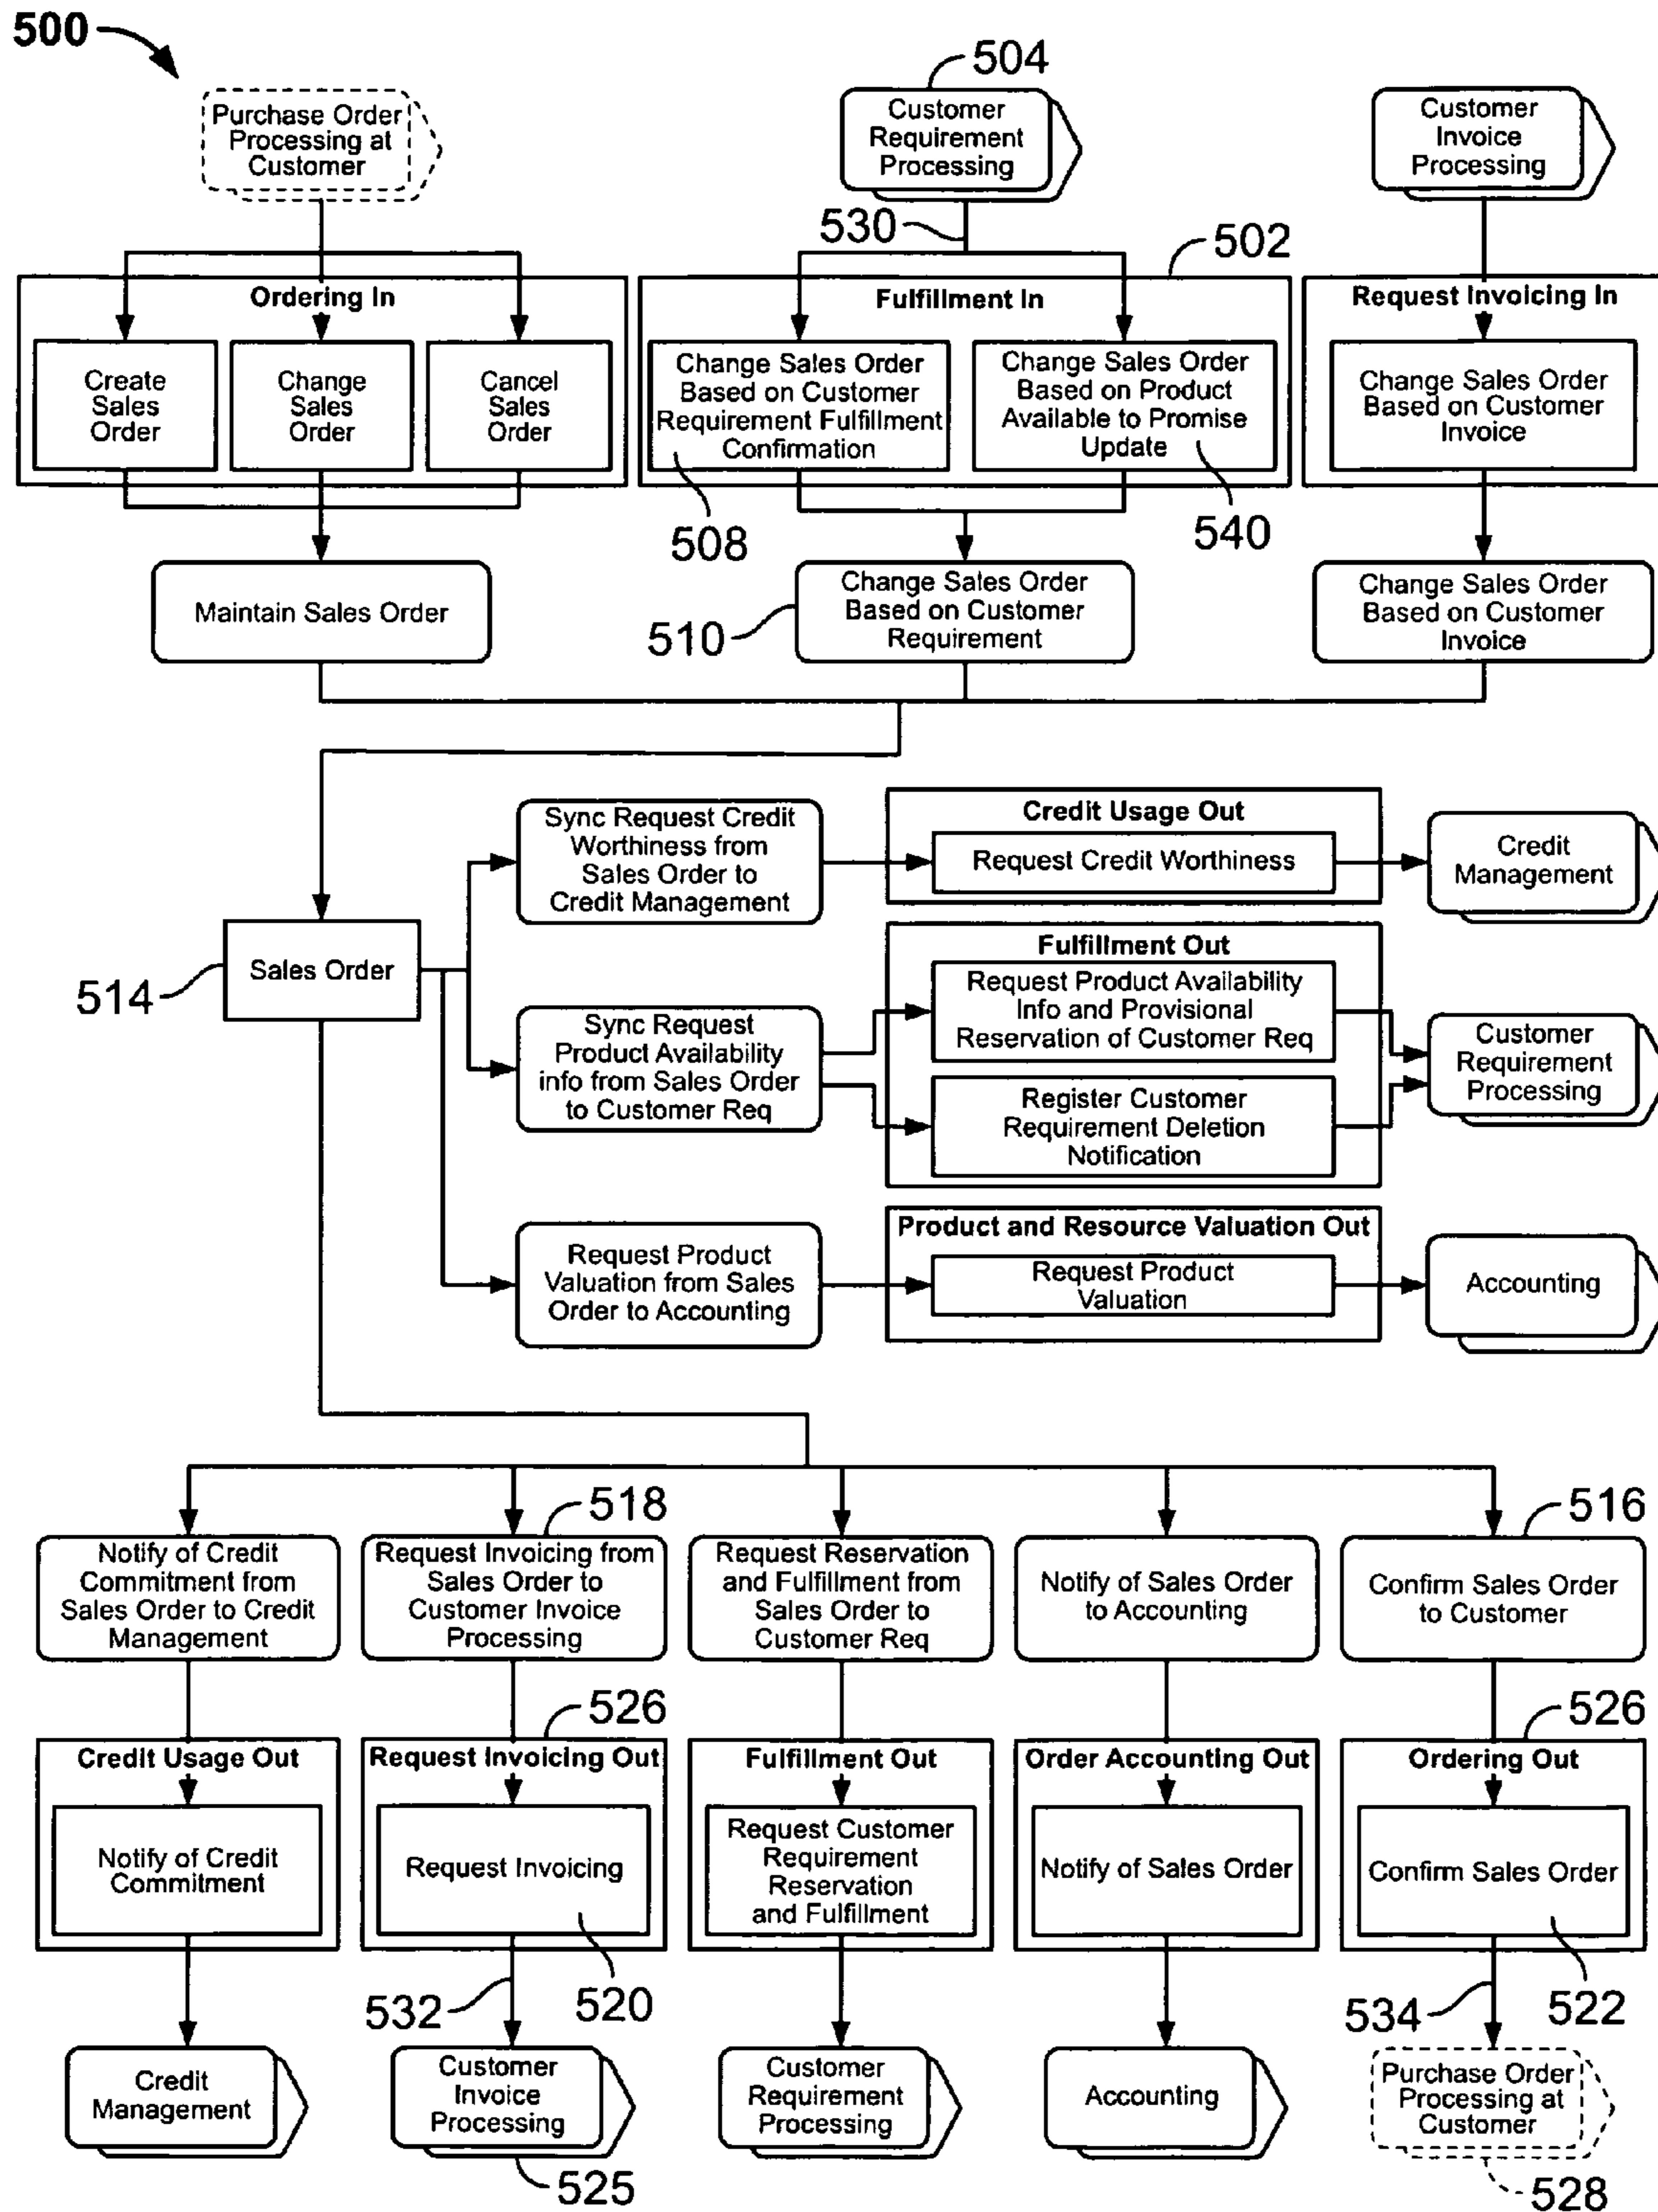 500
504
Purchase Order
Processing at
Customer
Customer
Requirement
Processing
Customer
Invoice
Processing
530
502
Ordering In
Fulfillment In
Request Invoicing In
Create
Sales
Order
Change
Sales
Order
Cancel
Sales
Order
Change Sales Order
Based on Customer
Requirement Fulfillment
Confirmation
Change Sales Order
Based on Product
Available to Promise
Update
Change Sales Order
Based on Customer
Invoice
508
540
Maintain Sales Order
510
Change Sales Order
Based on Customer
Requirement
Change Sales Order
Based on Customer
Invoice
Sync Request Credit
Worthiness from
Sales Order to
Credit Management
Credit Usage Out
Request Credit Worthiness
Credit
Management
514
Sales Order
Sync Request
Product Availability
info from Sales Order
to Customer Req
Fulfillment Out
Request Product Availability
Info and Provisional
Reservation of Customer Req
Register Customer
Requirement Deletion
Notification
Customer
Requirement
Processing
Request Product
Valuation from Sales
Order to Accounting
Product and Resource Valuation Out
Request Product
Valuation
Accounting
518
516
Notify of Credit
Commitment from
Sales Order to Credit
Management
Request Invoicing from
Sales Order to
Customer Invoice
Processing
Request Reservation
and Fulfillment from
Sales Order to
Customer Req
Notify of Sales Order
to Accounting
Confirm Sales Order
to Customer
526
526
Credit Usage Out
Request Invoicing Out
Fulfillment Out
Order Accounting Out
Ordering Out
Notify of Credit
Commitment
Request Invoicing
Request Customer
Requirement
Reservation
and Fulfillment
Notify of Sales Order
Confirm Sales Order
532
520
534
522
Credit
Management
Customer
Invoice
Processing
Customer
Requirement
Processing
Accounting
Purchase Order
Processing at
Customer
525
528